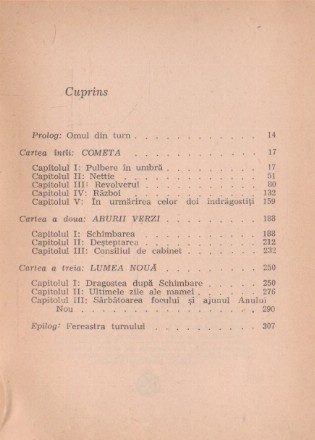 Cuprins
Prolog: Omul din turn . . . . . . . . . . . 14
Cartea întîi: COMETA . . . . . . . . . . . 17
Capitolul I: Pulbere în umbră . . . . . . . . 17
Capitolul II: Nettie . . . . . . . . . . . . 51
Capitolul III: Revolverul . . . . . . . . . . 80
Capitolul IV: Război . . . . . . . . . . . 132
Capitolul V: În urmărirea celor doi îndrăgostiți 159
Cartea a doua: ABURII VERZI . . . . . . . . 188
Capitolul I: Schimbarea . . . . . . . . . . 188
Capitolul II: Deșteptarea . . . . . . . . . . 212
Capitolul III: Consiliul de cabinet . . . . . . . 232
Cartea a treia: LUMEA NOUĂ . . . . . . . . 250
Capitolul I: Dragostea după Schimbare . . . . . 250
Capitolul II: Ultimele zile ale mamei . . . . . . 276
Capitolul III: Sărbătoarea focului și ajunul Anului
Nou . . . . . . . . . . . . . . . 290
Epilog: Fereastra turnului . . . . . . . . . 307